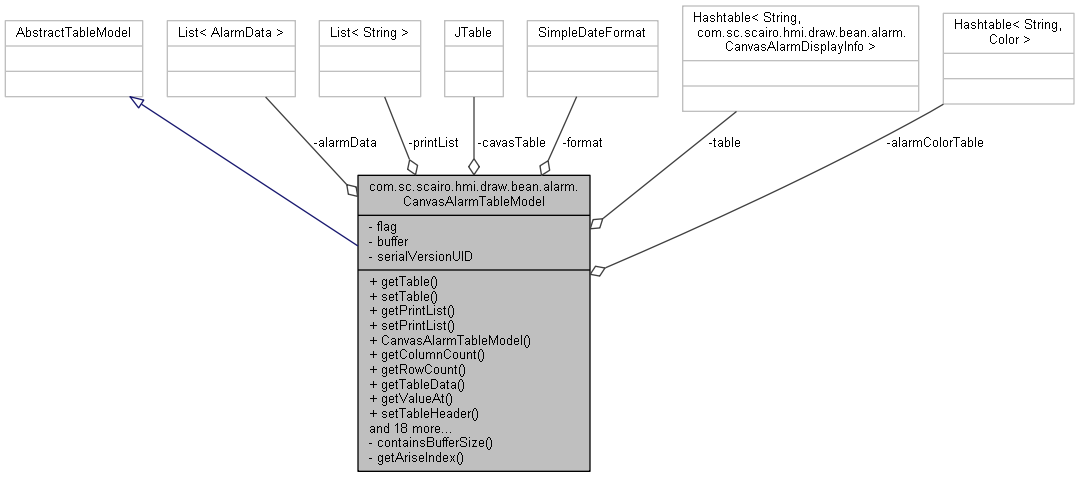 AbstractTableModel
List< AlarmData >
List< String >
JTable
SimpleDateFormat
Hashtable< String,
com.sc.scairo.hmi.draw.bean.alarm.
CanvasAlarmDisplayInfo >
Hashtable< String,
Color >
-alarmData
-printList
-cavasTable
-format
-table
-alarmColorTable
com.sc.scairo.hmi.draw.bean.alarm.
CanvasAlarmTableModel
- flag
- buffer
- serialVersionUID
+ getTable()
+ setTable()
+ getPrintList()
+ setPrintList()
+ CanvasAlarmTableModel()
+ getColumnCount()
+ getRowCount()
+ getTableData()
+ getValueAt()
+ setTableHeader()
and 18 more...
- containsBufferSize()
- getAriseIndex()